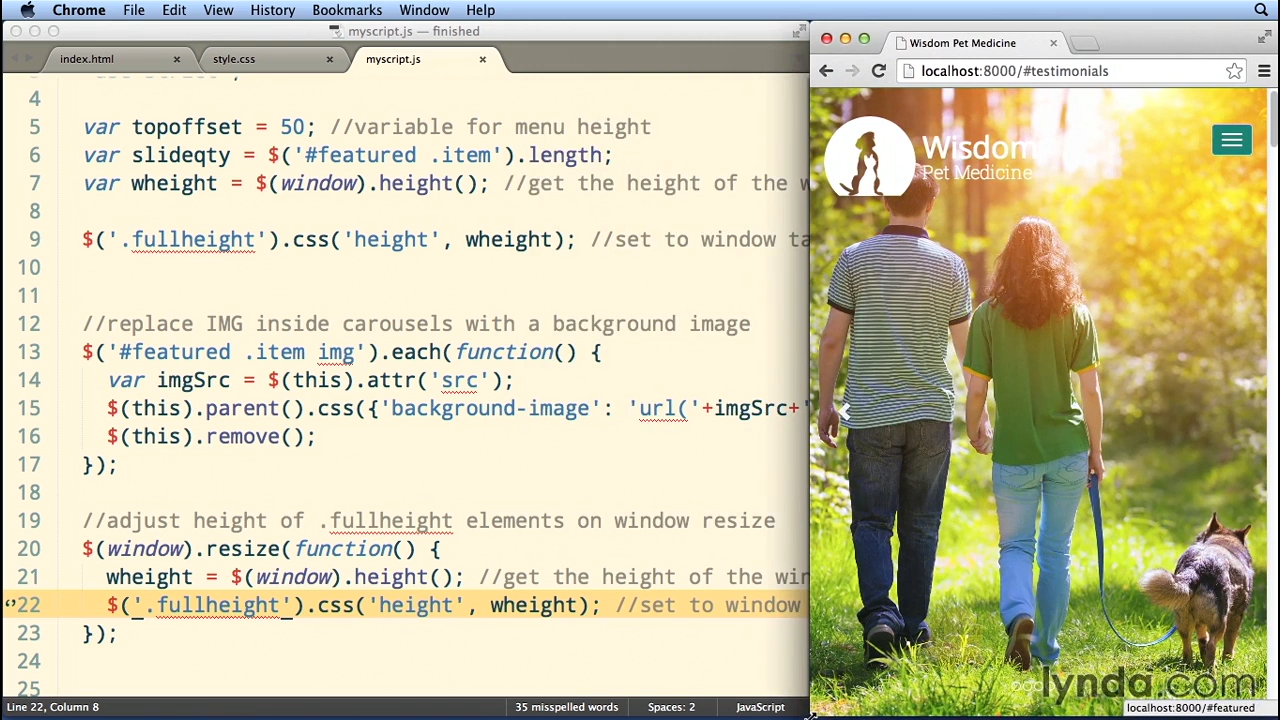 Chrome File Edit View History Bookmarks Window Help
myscript.js — finished
index.html
style.css
myscript.js
4
5 var topoffset = 50; //variable for menu height
6 var slideqty = $('#featured .item').length;
7 var wheight = $(window).height(); //get the height of the w
8
9 $('.fullheight').css('height', wheight); //set to window ta
10
11
12 //replace IMG inside carousels with a background image
13 $('#featured .item img').each(function() {
14 var imgSrc = $(this).attr('src');
15 $(this).parent().css({'background-image': 'url('+imgSrc+'
16 $(this).remove();
17 });
18
19 //adjust height of .fullheight elements on window resize
20 $(window).resize(function() {
21 wheight = $(window).height(); //get the height of the win
22 $('.fullheight').css('height', wheight); //set to window
23 });
24
25
Line 22, Column 8
35 misspelled words
Spaces: 2
JavaScript
Wisdom Pet Medicine
localhost:8000/#testimonials
Wisdom
Pet Medicine
lynda.com
localhost:8000/#featured